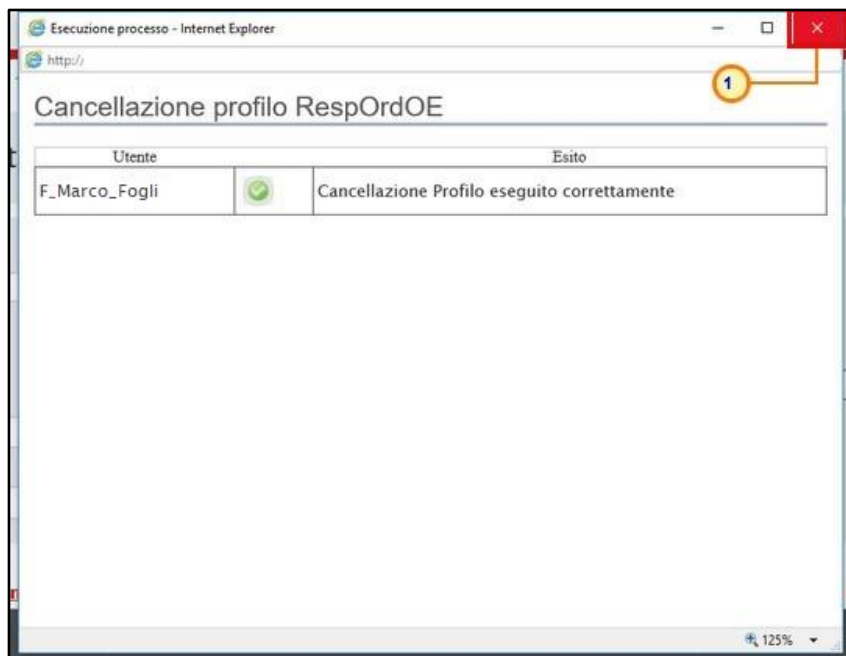 Esecuzione processo - Internet Explorer
http:/
1
Cancellazione profilo RespOrdOE
Utente Esito
F_Marco_Fogli Cancellazione Profilo eseguito correttamente
125%